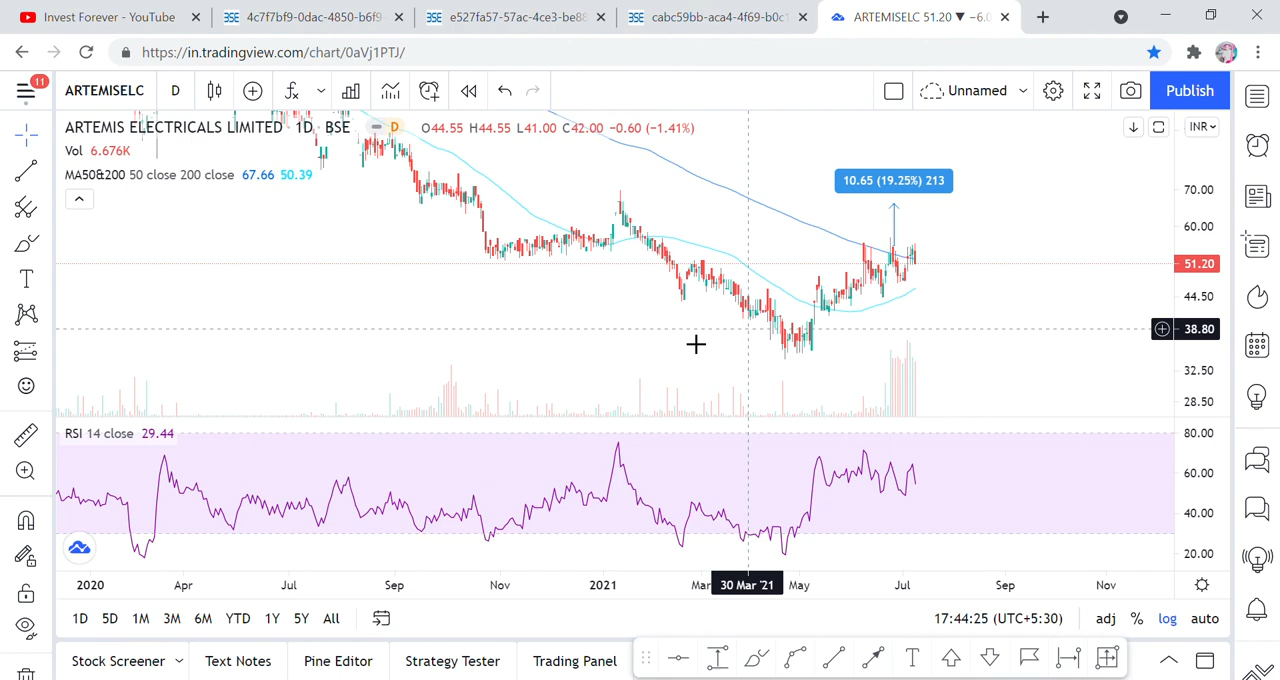 Invest Forever - YouTube
4c7f7bf9-0dac-4850-b6f9
e527fa57-57ac-4ce3-be88
cabc59bb-aca4-4f69-b0c1
ARTEMISELC 51.20 ▼ −6.0
https://in.tradingview.com/chart/0aVj1PTJ/
11
ARTEMISELC
D
Unnamed
Publish
ARTEMIS ELECTRICALS LIMITED · 1D · BSE
D
O44.55 H44.55 L41.00 C42.00 −0.60 (−1.41%)
INR
Vol 6.676K
MA50&200 50 close 200 close 67.66 50.39
10.65 (19.25%) 213
70.00
60.00
51.20
44.50
38.80
32.50
28.50
RSI 14 close 29.44
80.00
60.00
40.00
20.00
2020
Apr
Jul
Sep
Nov
2021
Mar
30 Mar '21
May
Jul
Sep
Nov
1D 5D 1M 3M 6M YTD 1Y 5Y All
17:44:25 (UTC+5:30)
adj % log auto
Stock Screener
Text Notes
Pine Editor
Strategy Tester
Trading Panel